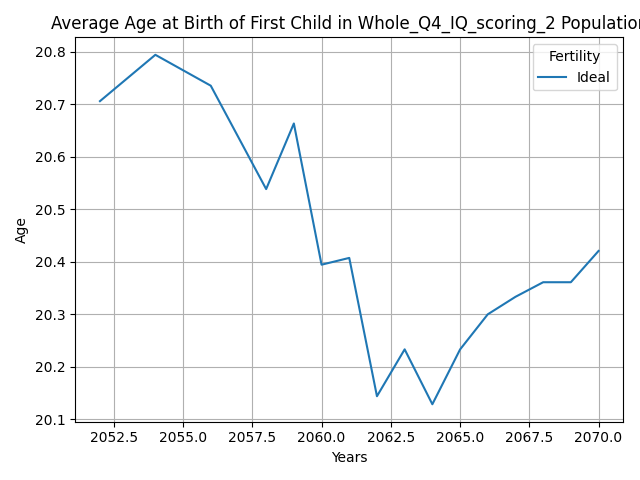 Average Age at Birth of First Child in Whole_Q4_IQ_scoring_2 Population
Fertility
Ideal
20.8
20.7
20.6
20.5
20.4
20.3
20.2
20.1
Age
2052.5 2055.0 2057.5 2060.0 2062.5 2065.0 2067.5 2070.0
Years